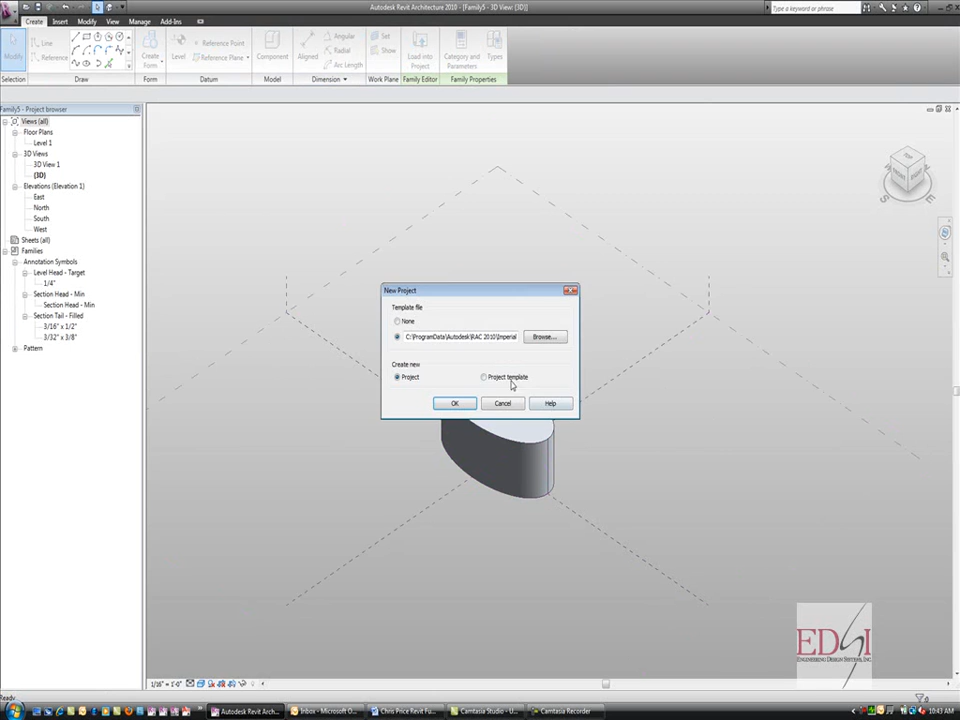 Autodesk Revit Architecture 2010 - [Family5 - 3D View: {3D}]
Type a keyword or phrase
Create Insert Modify View Manage Add-Ins
Modify
Line
Reference
Create Form
Level
Reference Point
Reference Plane
Component
Aligned
Angular
Radial
Arc Length
Set
Show
Load into Project
Category and Parameters
Types
Selection Draw Form Datum Model Dimension Work Plane Family Editor Family Properties
Family5 - Project browser
Views (all)
Floor Plans
Level 1
3D Views
3D View 1
{3D}
Elevations (Elevation 1)
East
North
South
West
Sheets (all)
Families
Annotation Symbols
Level Head - Target
1/4"
Section Head - Min
Section Head - Min
Section Tail - Filled
3/16" x 1/2"
3/32" x 3/8"
Pattern
TOP
FRONT
RIGHT
S
E
New Project
Template file
None
C:\ProgramData\Autodesk\RAC 2010\Imperial
Browse...
Create new
Project
Project template
OK
Cancel
Help
EDSI
ENGINEERING DESIGN SYSTEMS, INC.
1/16" = 1'-0"
Ready
Autodesk Revit Arch...
Inbox - Microsoft O...
Chris Price Revit Fu...
Camtasia Studio - U...
Camtasia Recorder
10:43 AM